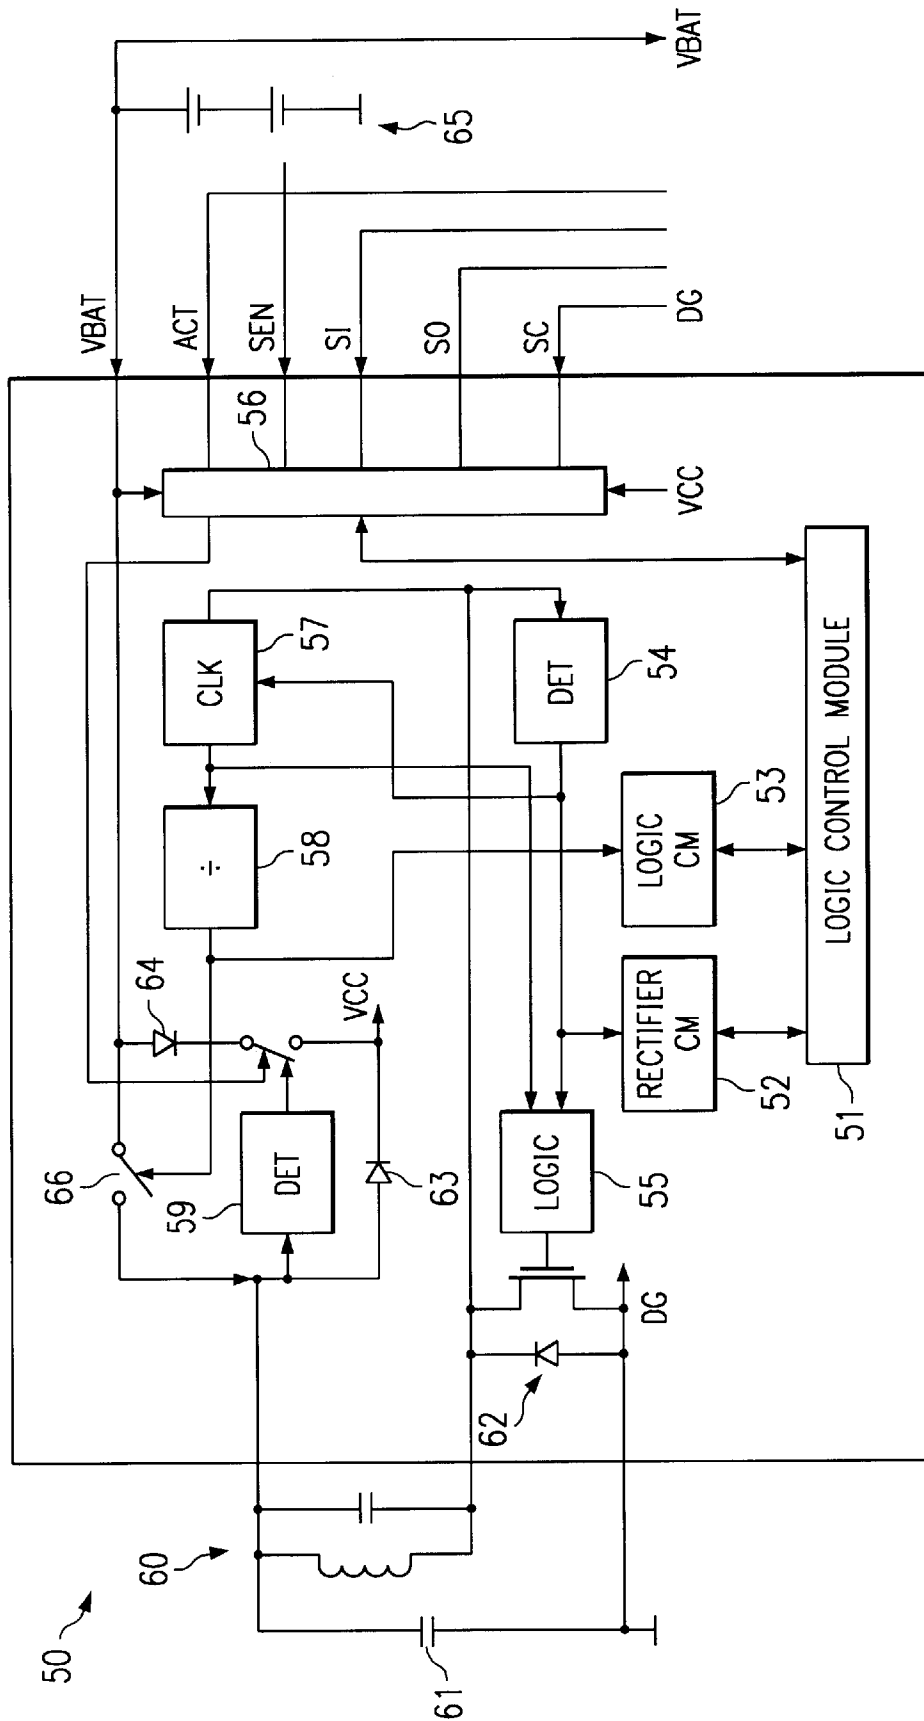 50
60
61
62
66
59
DET
64
63
VCC
÷
58
CLK
57
DET
54
LOGIC
55
RECTIFIER
CM
52
LOGIC
CM
53
LOGIC CONTROL MODULE
51
56
VCC
VBAT
ACT
SEN
SI
SO
SC
DG
DG
65
VBAT